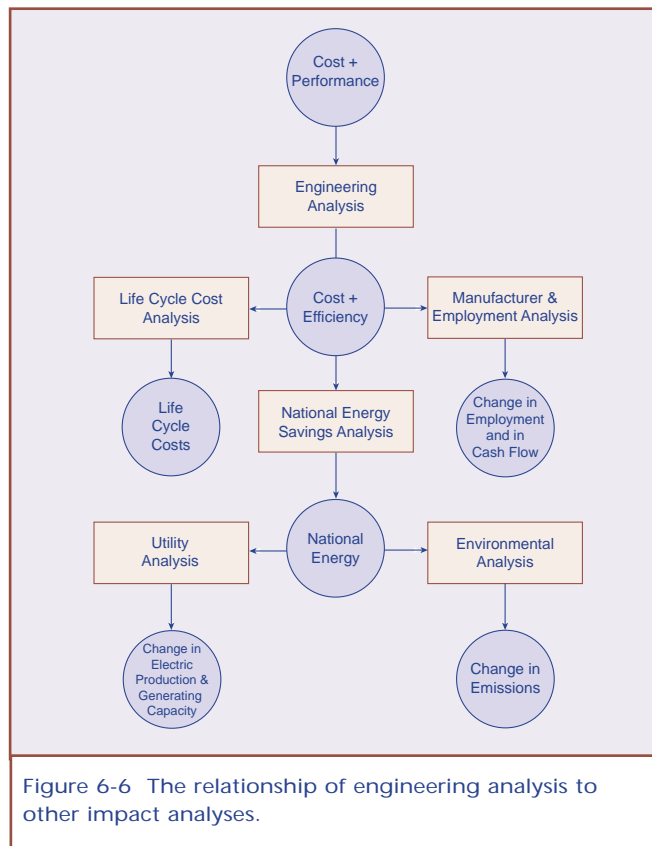 Cost +
Performance
Engineering
Analysis
Life Cycle Cost
Analysis
Cost +
Efficiency
Manufacturer &
Employment Analysis
Life
Cycle
Costs
National Energy
Savings Analysis
Change in
Employment
and in
Cash Flow
Utility
Analysis
National
Energy
Environmental
Analysis
Change in
Electric
Production &
Generating
Capacity
Change in
Emissions
Figure 6-6 The relationship of engineering analysis to
other impact analyses.